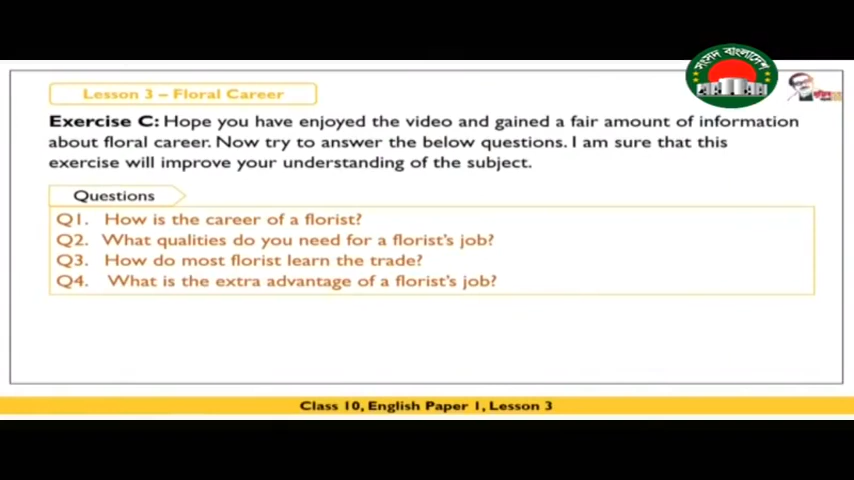 সংসদ বাংলাদেশ
Lesson 3 – Floral Career
Exercise C: Hope you have enjoyed the video and gained a fair amount of information
about floral career. Now try to answer the below questions. I am sure that this
exercise will improve your understanding of the subject.
Questions
Q1. How is the career of a florist?
Q2. What qualities do you need for a florist's job?
Q3. How do most florist learn the trade?
Q4. What is the extra advantage of a florist's job?
Class 10, English Paper 1, Lesson 3